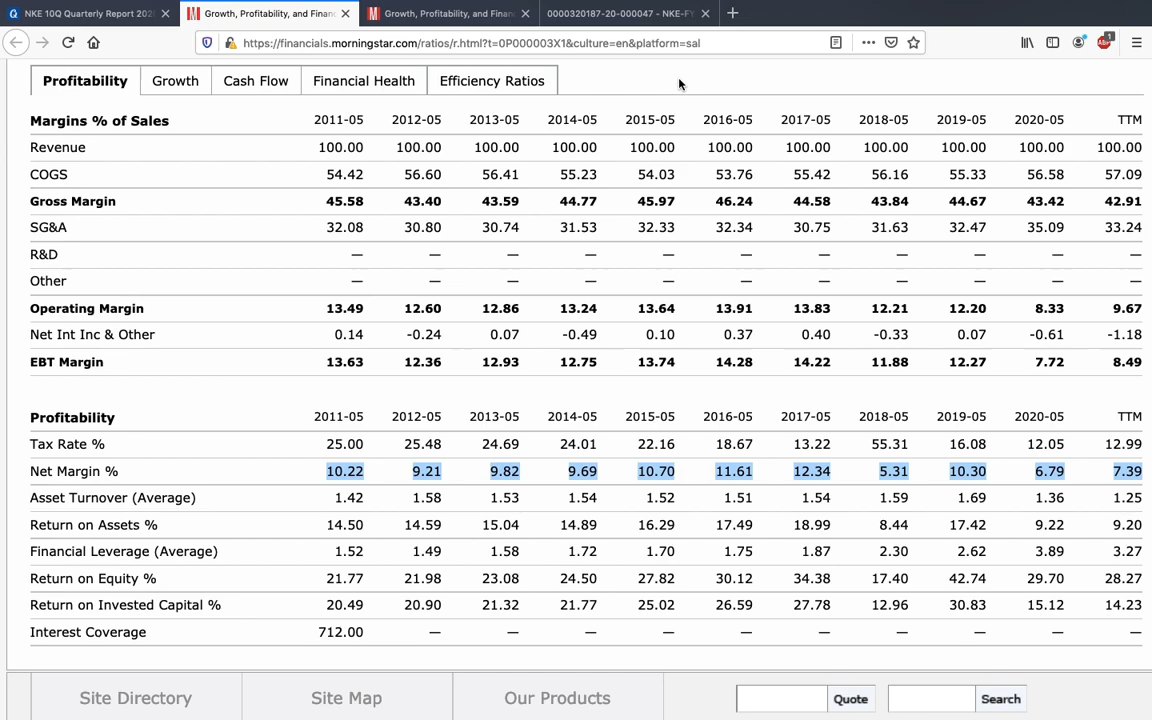 NKE 10Q Quarterly Report 202
Growth, Profitability, and Finan
Growth, Profitability, and Finan
0000320187-20-000047 - NKE-FY
https://financials.morningstar.com/ratios/r.html?t=0P000003X1&culture=en&platform=sal
Profitability Growth Cash Flow Financial Health Efficiency Ratios
Margins % of Sales 2011-05 2012-05 2013-05 2014-05 2015-05 2016-05 2017-05 2018-05 2019-05 2020-05 TTM
Revenue 100.00 100.00 100.00 100.00 100.00 100.00 100.00 100.00 100.00 100.00 100.00
COGS 54.42 56.60 56.41 55.23 54.03 53.76 55.42 56.16 55.33 56.58 57.09
Gross Margin 45.58 43.40 43.59 44.77 45.97 46.24 44.58 43.84 44.67 43.42 42.91
SG&A 32.08 30.80 30.74 31.53 32.33 32.34 30.75 31.63 32.47 35.09 33.24
R&D — — — — — — — — — — —
Other — — — — — — — — — — —
Operating Margin 13.49 12.60 12.86 13.24 13.64 13.91 13.83 12.21 12.20 8.33 9.67
Net Int Inc & Other 0.14 -0.24 0.07 -0.49 0.10 0.37 0.40 -0.33 0.07 -0.61 -1.18
EBT Margin 13.63 12.36 12.93 12.75 13.74 14.28 14.22 11.88 12.27 7.72 8.49
Profitability 2011-05 2012-05 2013-05 2014-05 2015-05 2016-05 2017-05 2018-05 2019-05 2020-05 TTM
Tax Rate % 25.00 25.48 24.69 24.01 22.16 18.67 13.22 55.31 16.08 12.05 12.99
Net Margin % 10.22 9.21 9.82 9.69 10.70 11.61 12.34 5.31 10.30 6.79 7.39
Asset Turnover (Average) 1.42 1.58 1.53 1.54 1.52 1.51 1.54 1.59 1.69 1.36 1.25
Return on Assets % 14.50 14.59 15.04 14.89 16.29 17.49 18.99 8.44 17.42 9.22 9.20
Financial Leverage (Average) 1.52 1.49 1.58 1.72 1.70 1.75 1.87 2.30 2.62 3.89 3.27
Return on Equity % 21.77 21.98 23.08 24.50 27.82 30.12 34.38 17.40 42.74 29.70 28.27
Return on Invested Capital % 20.49 20.90 21.32 21.77 25.02 26.59 27.78 12.96 30.83 15.12 14.23
Interest Coverage 712.00 — — — — — — — — — —
Site Directory Site Map Our Products Quote Search